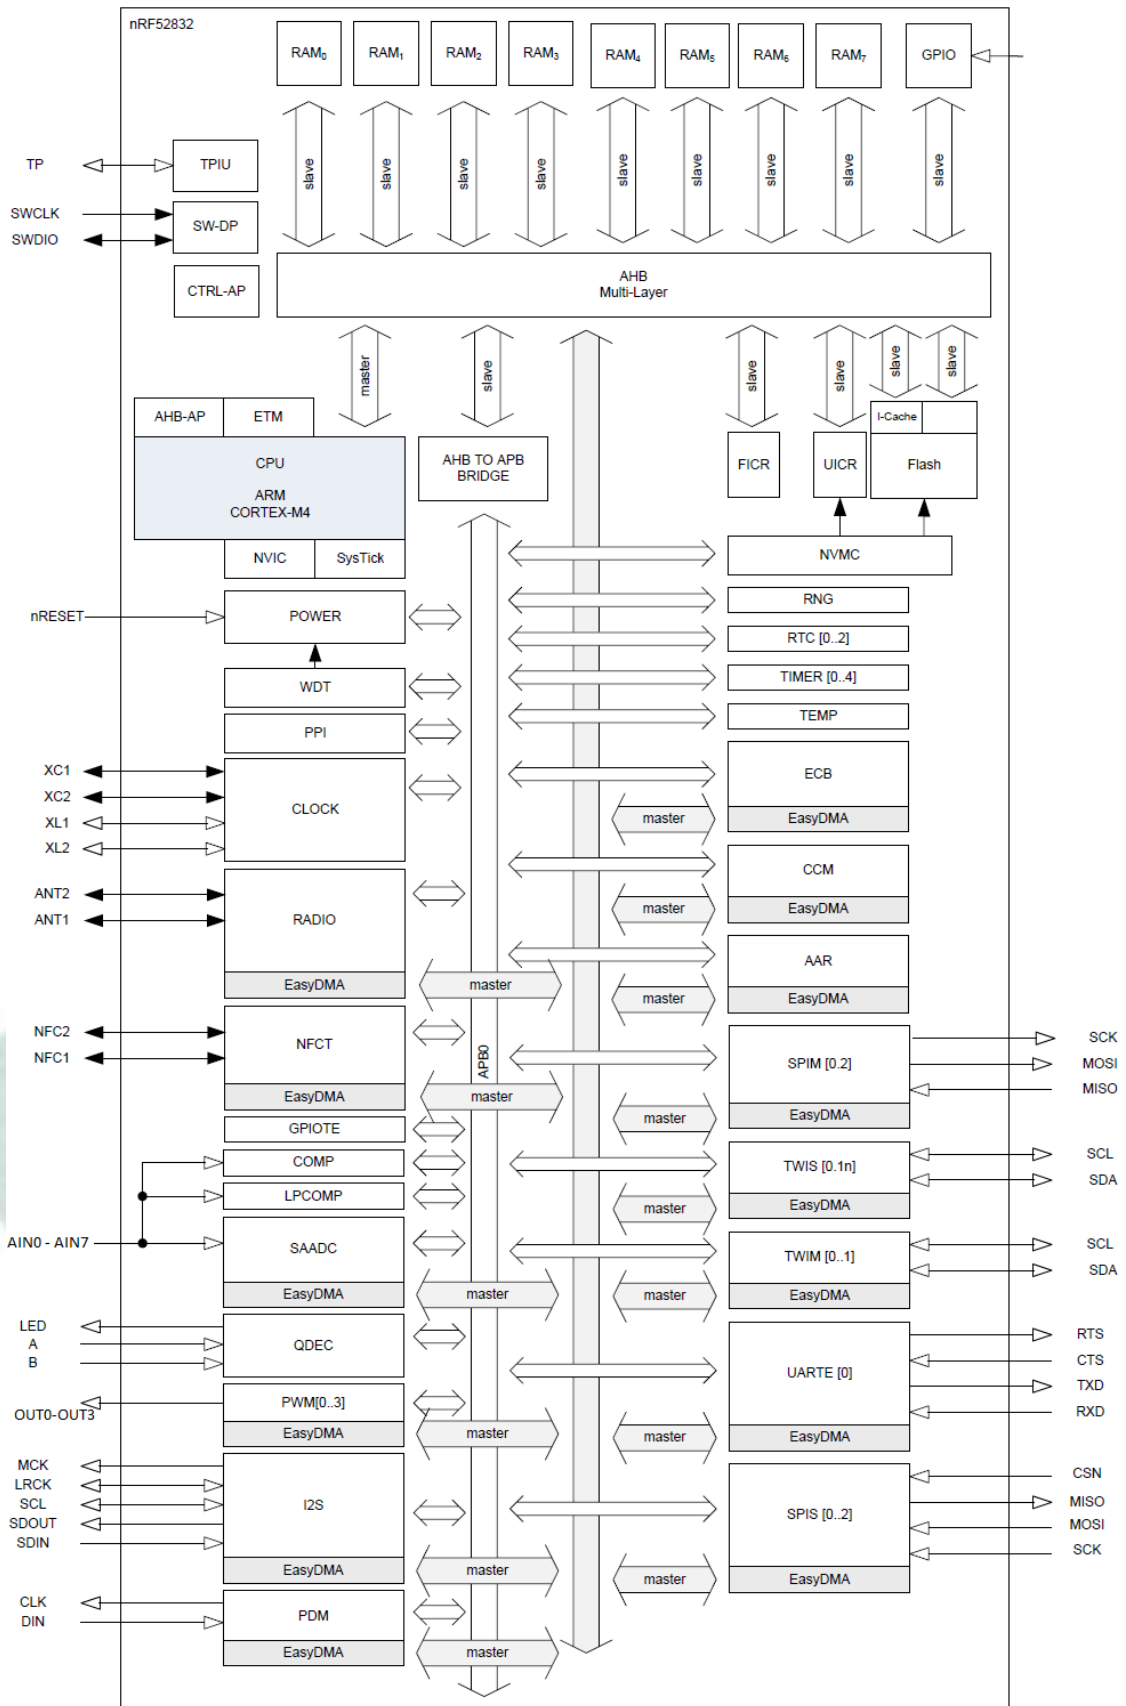 nRF52832
RAM0 RAM1 RAM2 RAM3 RAM4 RAM5 RAM6 RAM7 GPIO
slave slave slave slave slave slave slave slave slave
TP TPIU
SWCLK
SWDIO
SW-DP
CTRL-AP
AHB
Multi-Layer
master slave slave slave slave slave
AHB-AP ETM
CPU
ARM
CORTEX-M4
NVIC SysTick
AHB TO APB
BRIDGE
FICR UICR
I-Cache
Flash
NVMC
nRESET POWER
WDT
PPI
XC1
XC2
XL1
XL2
CLOCK
ANT2
ANT1
RADIO
EasyDMA master
NFC2
NFC1
NFCT
EasyDMA master
APB0
GPIOTE
COMP
LPCOMP
AIN0 - AIN7 SAADC
EasyDMA master
LED
A
B
QDEC
OUT0-OUT3
PWM[0..3]
EasyDMA master
MCK
LRCK
SCL
SDOUT
SDIN
I2S
EasyDMA master
CLK
DIN
PDM
EasyDMA master
RNG
RTC [0..2]
TIMER [0..4]
TEMP
ECB
master EasyDMA
CCM
master EasyDMA
AAR
master EasyDMA
SPIM [0.2]
master EasyDMA
SCK
MOSI
MISO
TWIS [0.1n]
master EasyDMA
SCL
SDA
TWIM [0..1]
master EasyDMA
SCL
SDA
UARTE [0]
master EasyDMA
RTS
CTS
TXD
RXD
SPIS [0..2]
master EasyDMA
CSN
MISO
MOSI
SCK